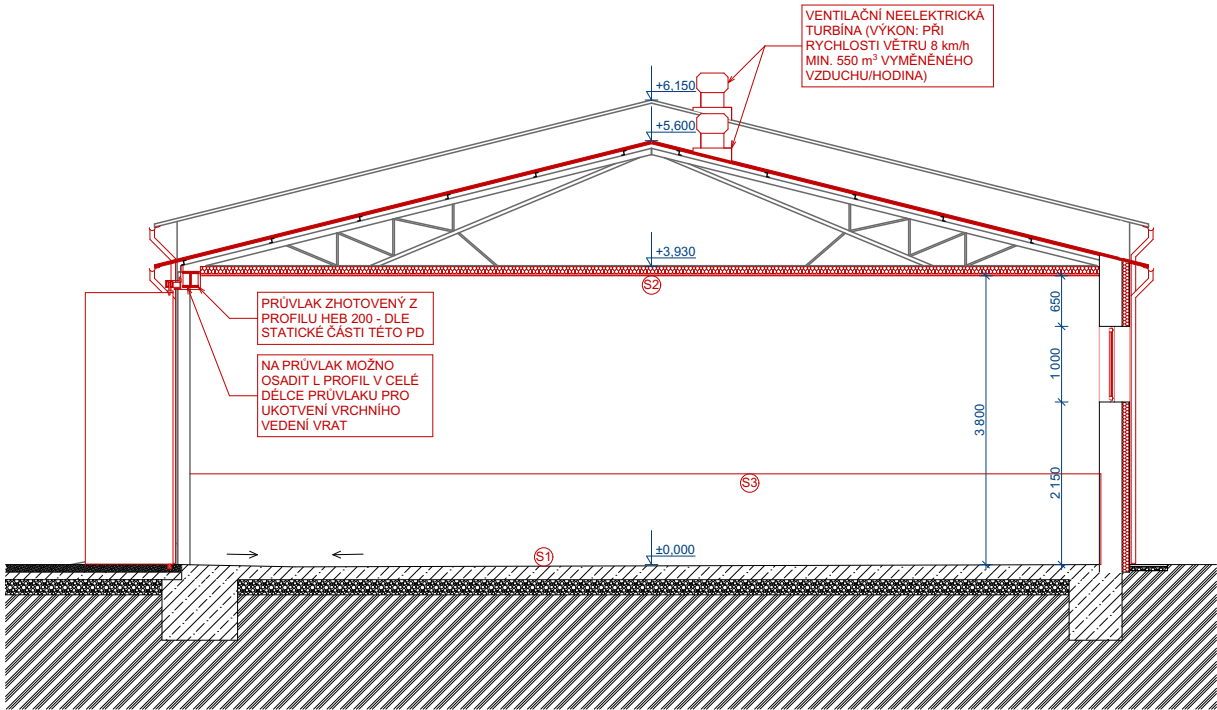 VENTILAČNÍ NEELEKTRICKÁ
TURBÍNA (VÝKON: PŘI
RYCHLOSTI VĚTRU 8 km/h
MIN. 550 m³ VYMĚNĚNÉHO
VZDUCHU/HODINA)
+6,150
+5,600
+3,930
S2
PRŮVLAK ZHOTOVENÝ Z
PROFILU HEB 200 - DLE
STATICKÉ ČÁSTI TÉTO PD
NA PRŮVLAK MOŽNO
OSADIT L PROFIL V CELÉ
DÉLCE PRŮVLAKU PRO
UKOTVENÍ VRCHNÍHO
VEDENÍ VRAT
650
1 000
3 800
2 150
S3
±0,000
S1